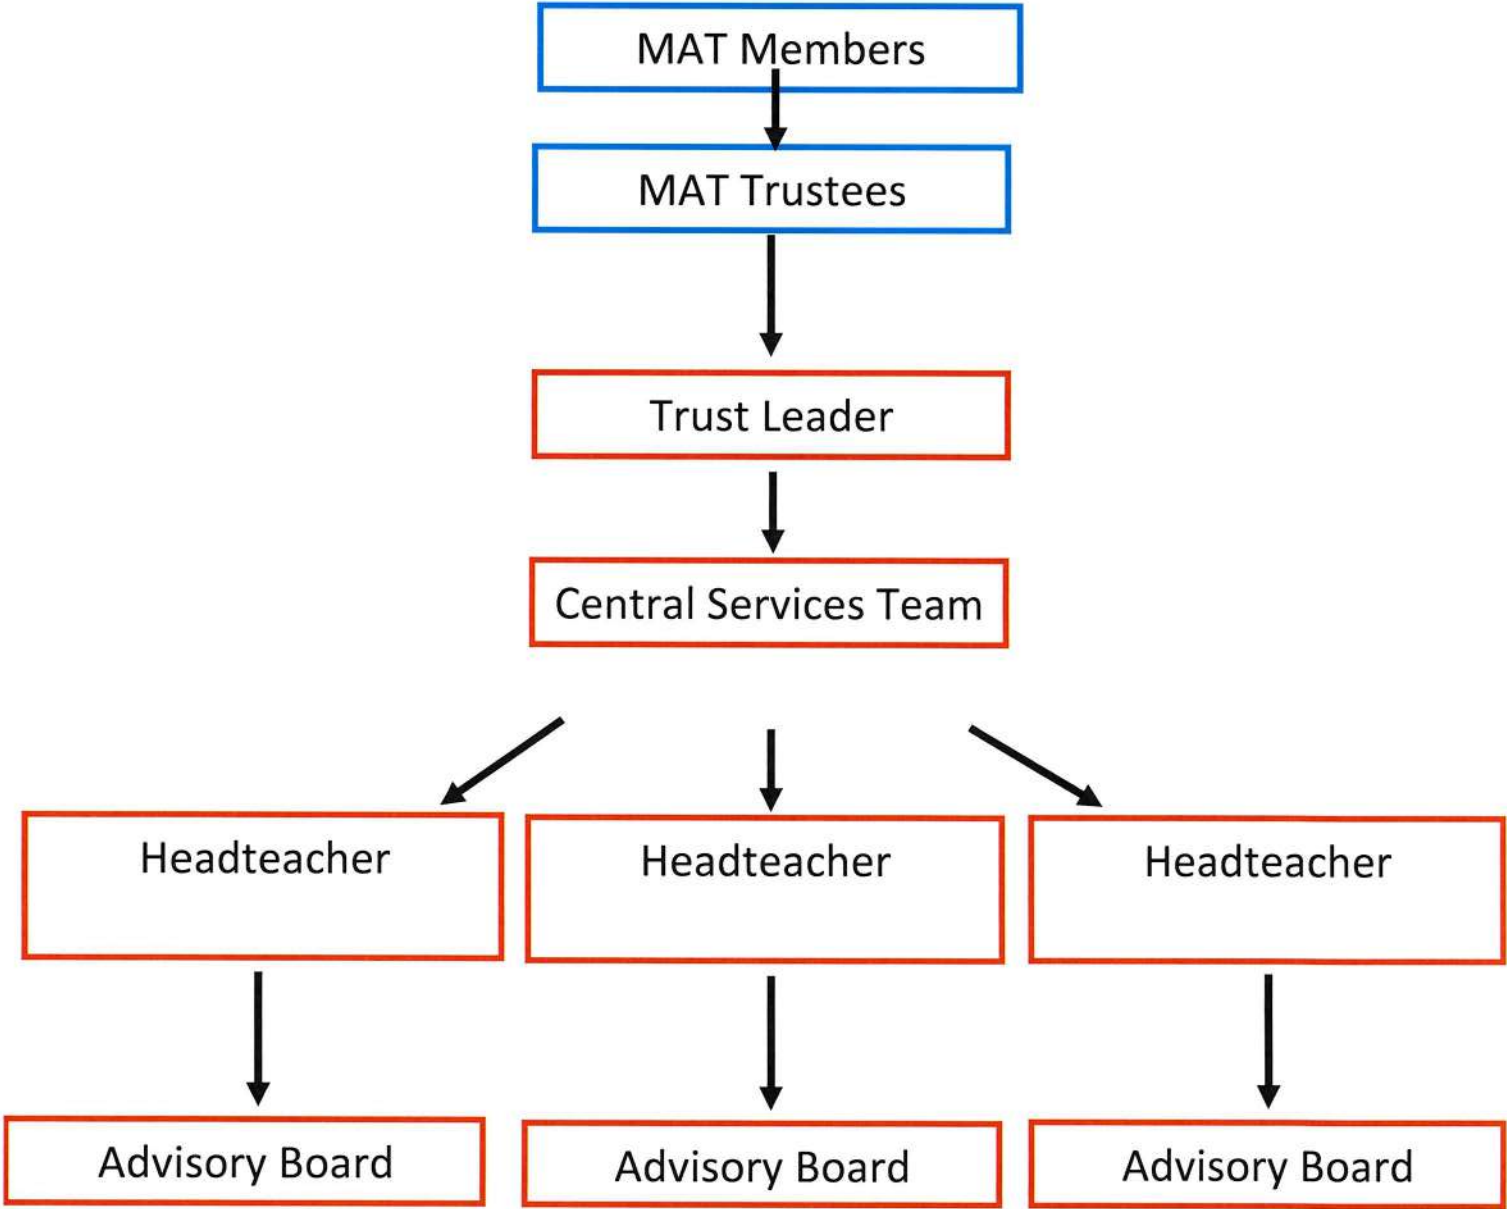 MAT Members
MAT Trustees
Trust Leader
Central Services Team
Headteacher
Headteacher
Headteacher
Advisory Board
Advisory Board
Advisory Board